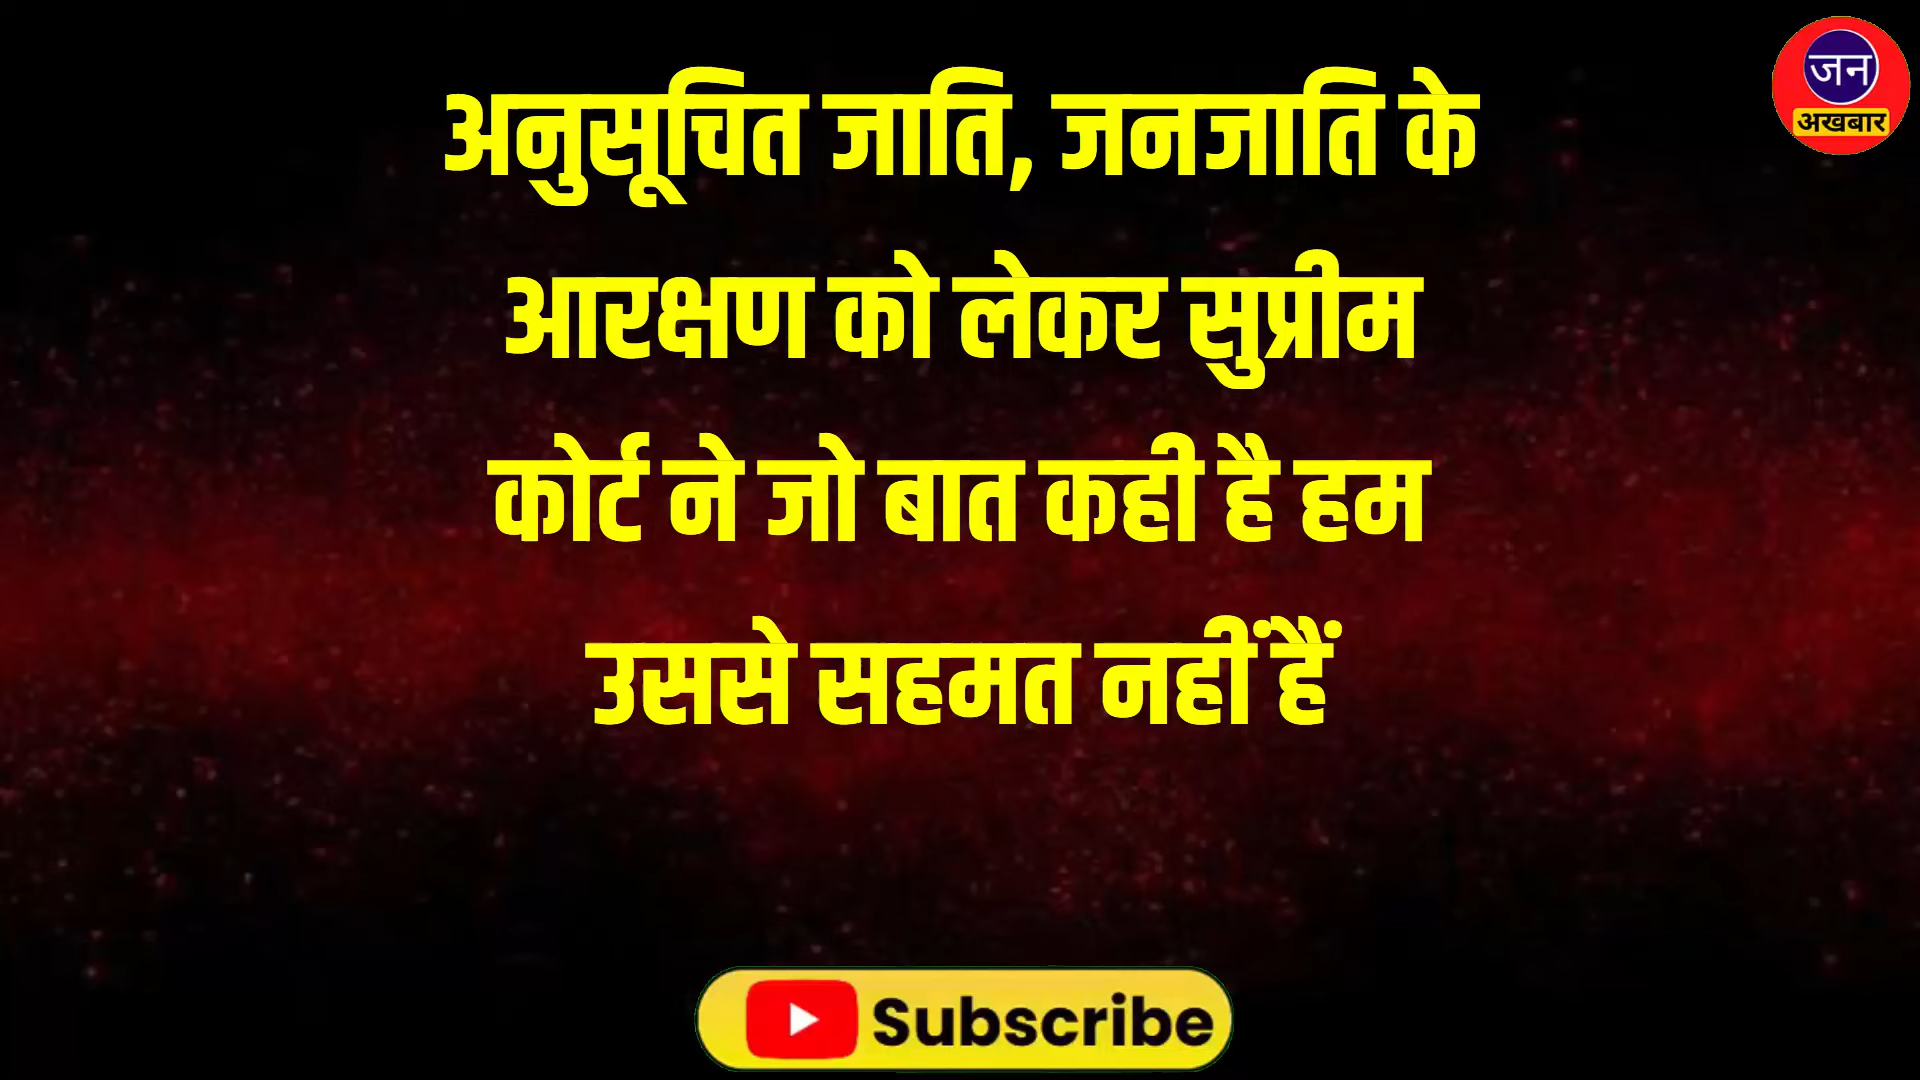 जन
अखबार
अनुसूचित जाति, जनजाति के
आरक्षण को लेकर सुप्रीम
कोर्ट ने जो बात कही है हम
उससे सहमत नहीं हैं
Subscribe